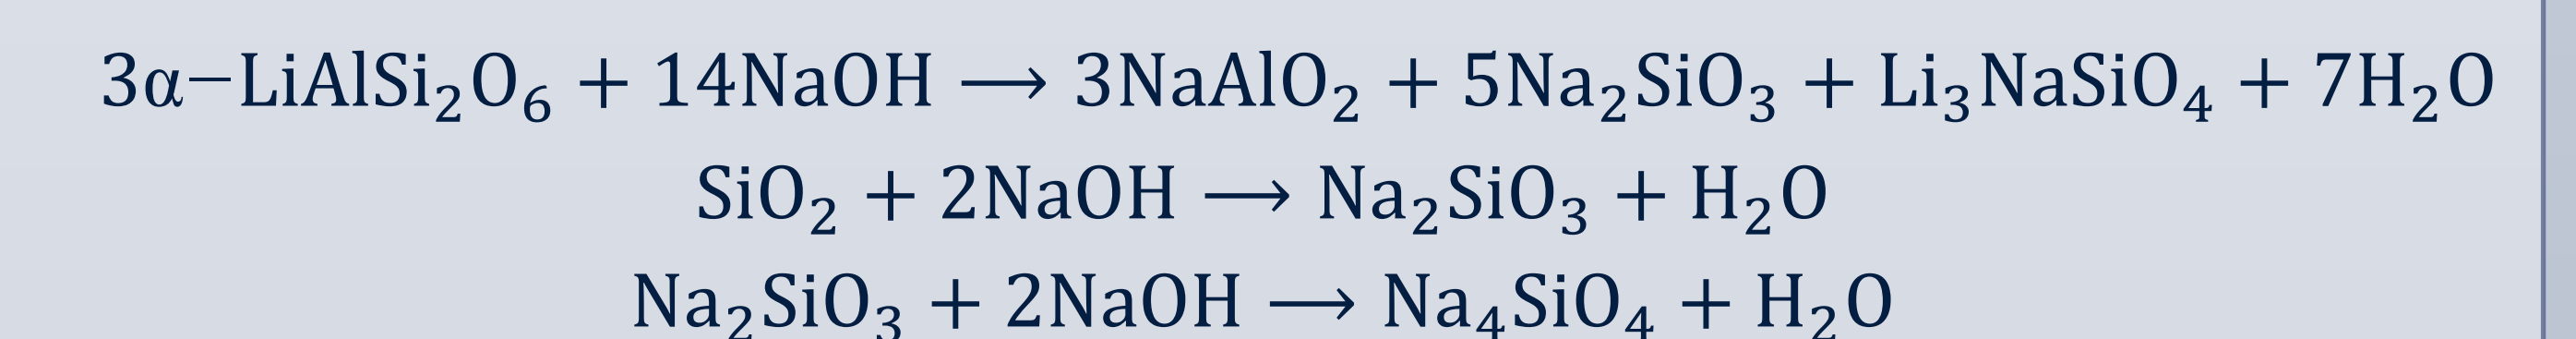 3α−LiAlSi₂O₆ + 14NaOH ⟶ 3NaAlO₂ + 5Na₂SiO₃ + Li₃NaSiO₄ + 7H₂O
SiO₂ + 2NaOH ⟶ Na₂SiO₃ + H₂O
Na₂SiO₃ + 2NaOH ⟶ Na₄SiO₄ + H₂O